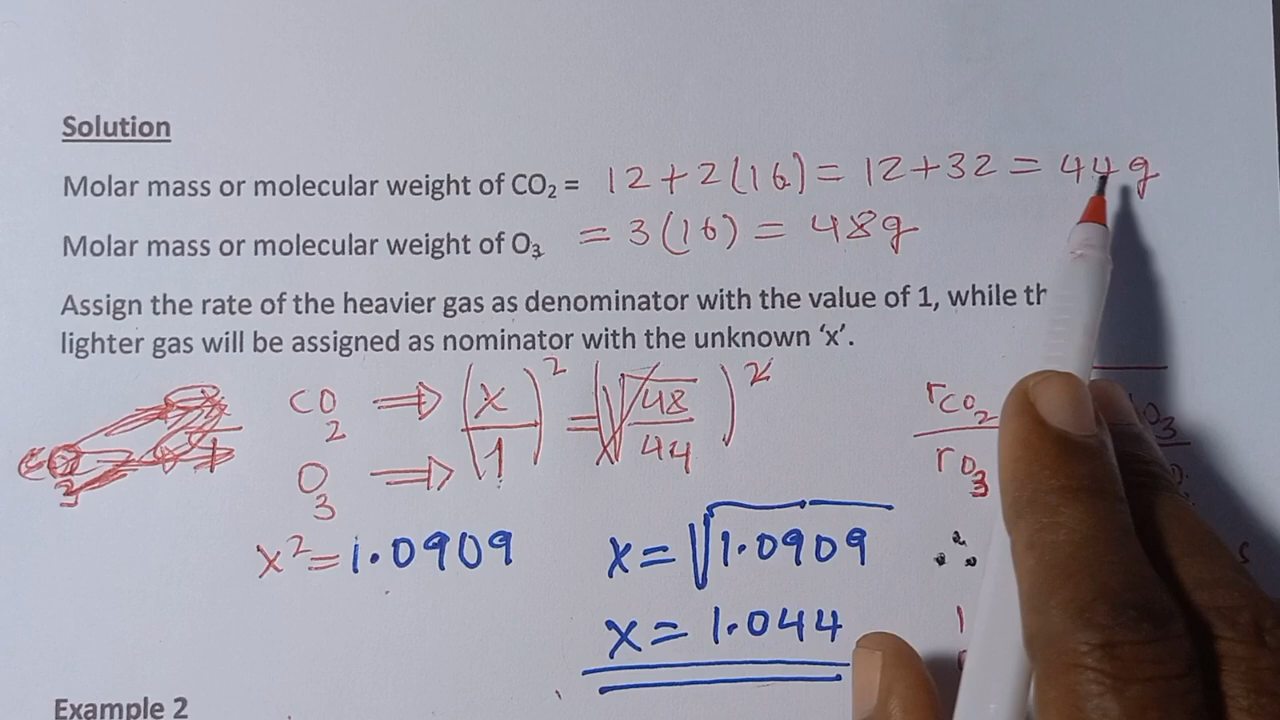 Solution
Molar mass or molecular weight of CO₂ = 12+2(16) = 12+32 = 44g
Molar mass or molecular weight of O₃ = 3(16) = 48g
Assign the rate of the heavier gas as denominator with the value of 1, while
lighter gas will be assigned as nominator with the unknown ‘x’.
CO₂ ⇒ (x/1)² = (√48/44)²
O₃ ⇒
rCO₂
rO₃
x² = 1.0909
x = √1.0909
x = 1.044
Example 2